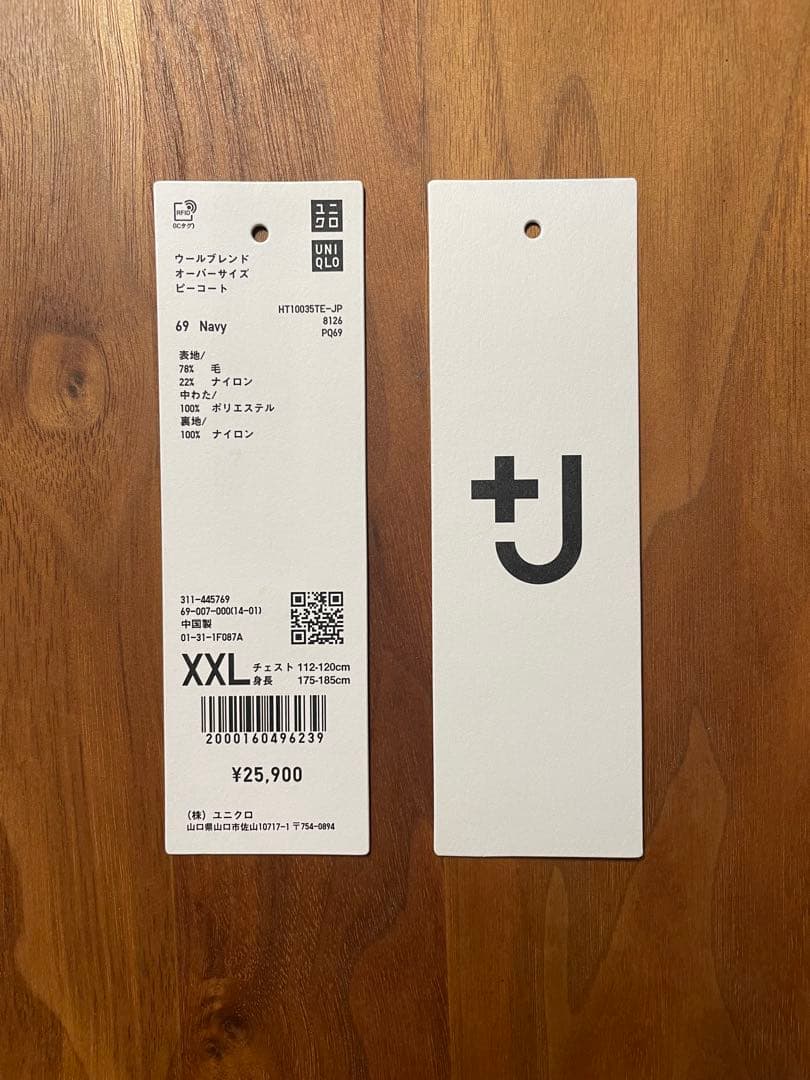 RFID
(ICタグ)
ユニ
クロ
UNI
QLO
ウールブレンド
オーバーサイズ
ピーコート
HT10035TE-JP
8126
PQ69
69 Navy
表地/
78% 毛
22% ナイロン
中わた/
100% ポリエステル
裏地/
100% ナイロン
311-445769
69-007-000(14-01)
中国製
01-31-1F087A
XXL チェスト 112-120cm
身長 175-185cm
2000160496239
¥25,900
(株) ユニクロ
山口県山口市佐山10717-1 〒754-0894
+J